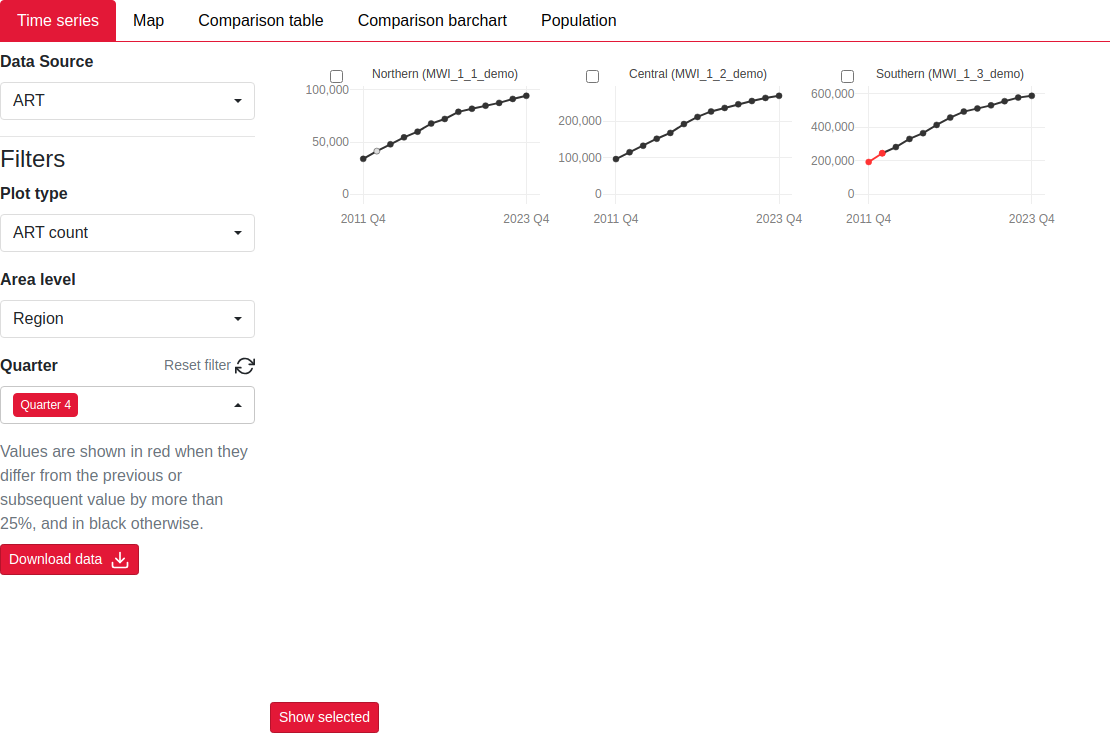 Time series Map Comparison table Comparison barchart Population
Data Source
ART
Filters
Plot type
ART count
Area level
Region
Quarter Reset filter
Quarter 4
Values are shown in red when they
differ from the previous or
subsequent value by more than
25%, and in black otherwise.
Download data
Northern (MWI_1_1_demo)
100,000
50,000
0
2011 Q4 2023 Q4
Central (MWI_1_2_demo)
200,000
100,000
0
2011 Q4 2023 Q4
Southern (MWI_1_3_demo)
600,000
400,000
200,000
0
2011 Q4 2023 Q4
Show selected